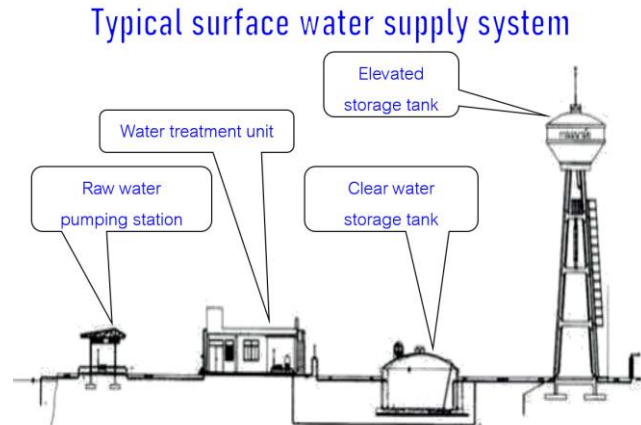 Typical surface water supply system
Elevated
storage tank
Water treatment unit
Raw water
pumping station
Clear water
storage tank